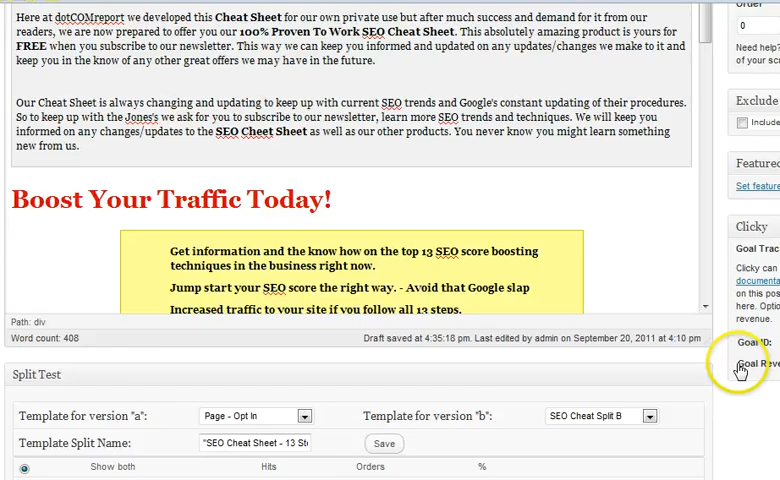 Here at dotCOMreport we developed this Cheat Sheet for our own private use but after much success and demand for it from our
readers, we are now prepared to offer you our 100% Proven To Work SEO Cheat Sheet. This absolutely amazing product is yours for
FREE when you subscribe to our newsletter. This way we can keep you informed and updated on any updates/changes we make to it and
keep you in the know of any other great offers we may have in the future.
Our Cheat Sheet is always changing and updating to keep up with current SEO trends and Google's constant updating of their procedures.
So to keep up with the Jones's we ask for you to subscribe to our newsletter, learn more SEO trends and techniques. We will keep you
informed on any changes/updates to the SEO Cheet Sheet as well as our other products. You never know you might learn something
new from us.
Boost Your Traffic Today!
Get information and the know how on the top 13 SEO score boosting
techniques in the business right now.
Jump start your SEO score the right way. - Avoid that Google slap
Increased traffic to your site if you follow all 13 steps.
Path: div
Word count: 408
Draft saved at 4:35:18 pm. Last edited by admin on September 20, 2011 at 4:10 pm
Split Test
Template for version "a":
Page - Opt In
Template for version "b":
SEO Cheat Split B
Template Split Name:
"SEO Cheat Sheet - 13 Ste
Save
Show both
Hits
Orders
%
Order
0
Need help?
of your scr
Exclude
Include
Featured
Set feature
Clicky
Goal Trac
Clicky can
documenta
on this pos
here. Optio
revenue.
Goal ID:
Goal Reve